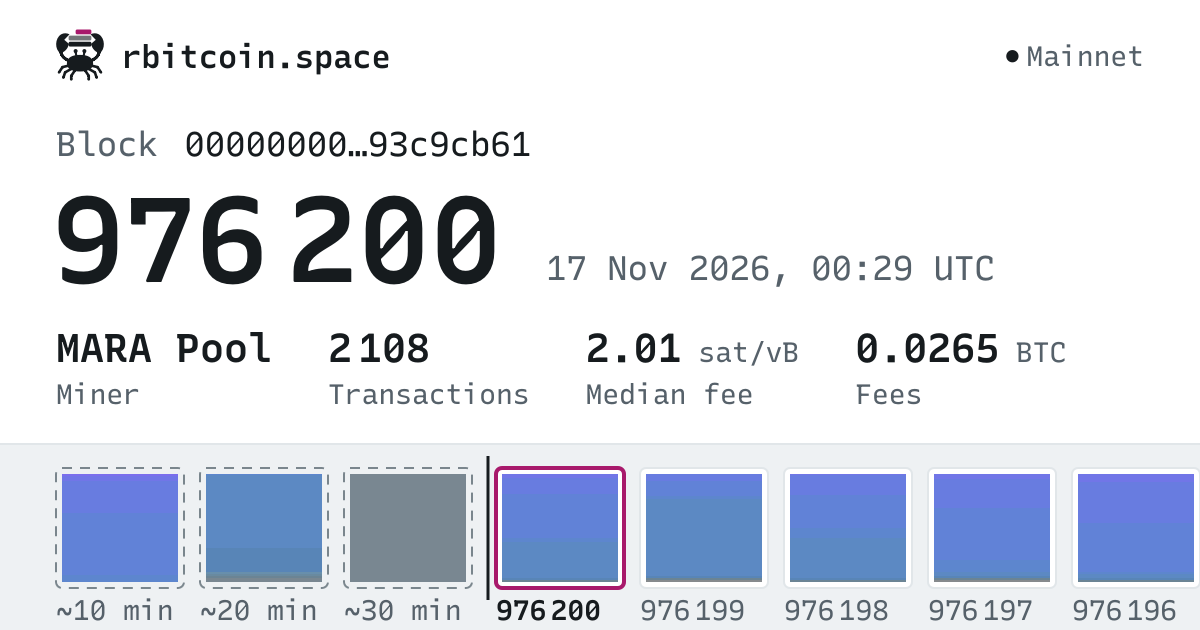 rbitcoin.space
Mainnet
Block 00000000…93c9cb61
976 200 17 Nov 2026, 00:29 UTC
MARA Pool 2 108 2.01 sat/vB 0.0265 BTC
Miner Transactions Median fee Fees
~10 min ~20 min ~30 min 976 200 976 199 976 198 976 197 976 196